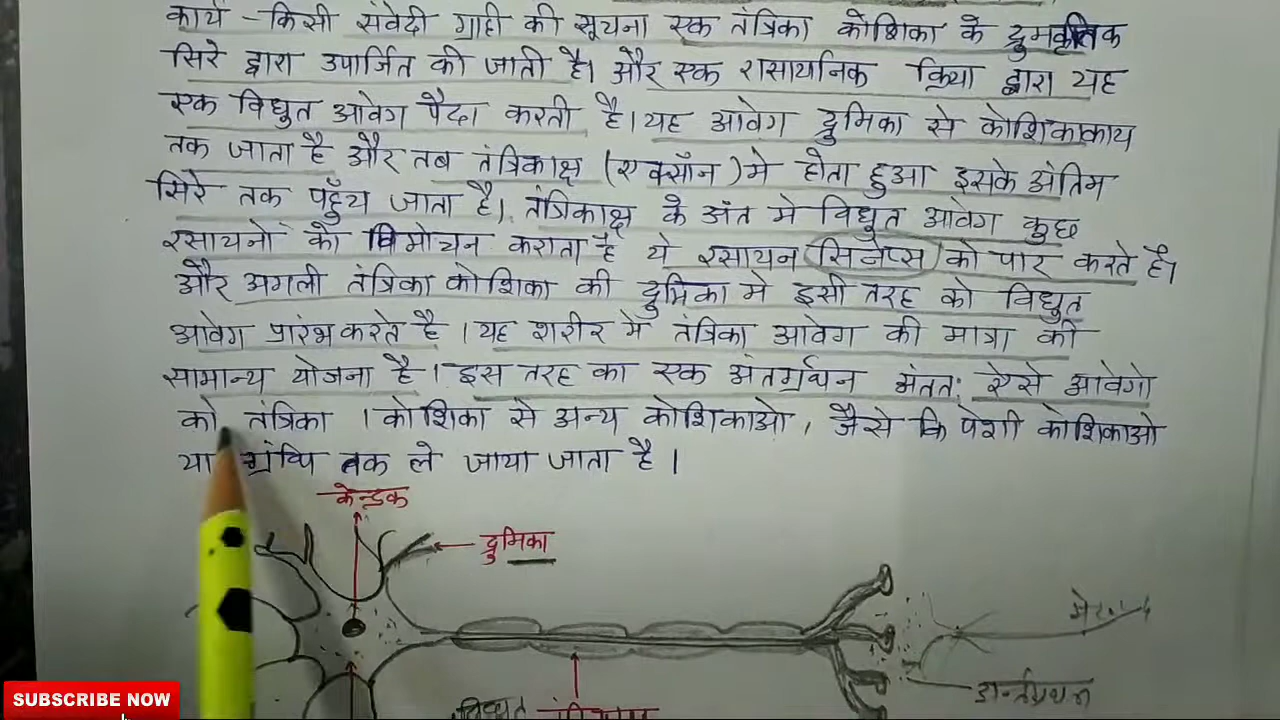 कार्य - किसी संवेदी ग्राही की सूचना एक तंत्रिका कोशिका के द्रुमाकृतिक
सिरे द्वारा उपार्जित की जाती है। और एक रासायनिक क्रिया द्वारा यह
एक विद्युत आवेग पैदा करती है। यह आवेग द्रुमिका से कोशिकाकाय
तक जाता है और तब तंत्रिकाक्ष (एक्सॉन) मे होता हुआ इसके अंतिम
सिरे तक पहुँच जाता है। तंत्रिकाक्ष के अंत मे विद्युत आवेग कुछ
रसायनों का विमोचन कराता है ये रसायन सिनेप्स को पार करते है।
और अगली तंत्रिका कोशिका की द्रुमिका मे इसी तरह को विद्युत
आवेग प्रारंभ करते है। यह शरीर मे तंत्रिका आवेग की मात्रा की
सामान्य योजना है। इस तरह का एक अंतर्ग्रथन अंततः ऐसे आवेगो
को तंत्रिका । कोशिका से अन्य कोशिकाओ, जैसे कि पेशी कोशिकाओ
या ग्रंथि तक ले जाया जाता है।
केन्द्रक
द्रुमिका
SUBSCRIBE NOW